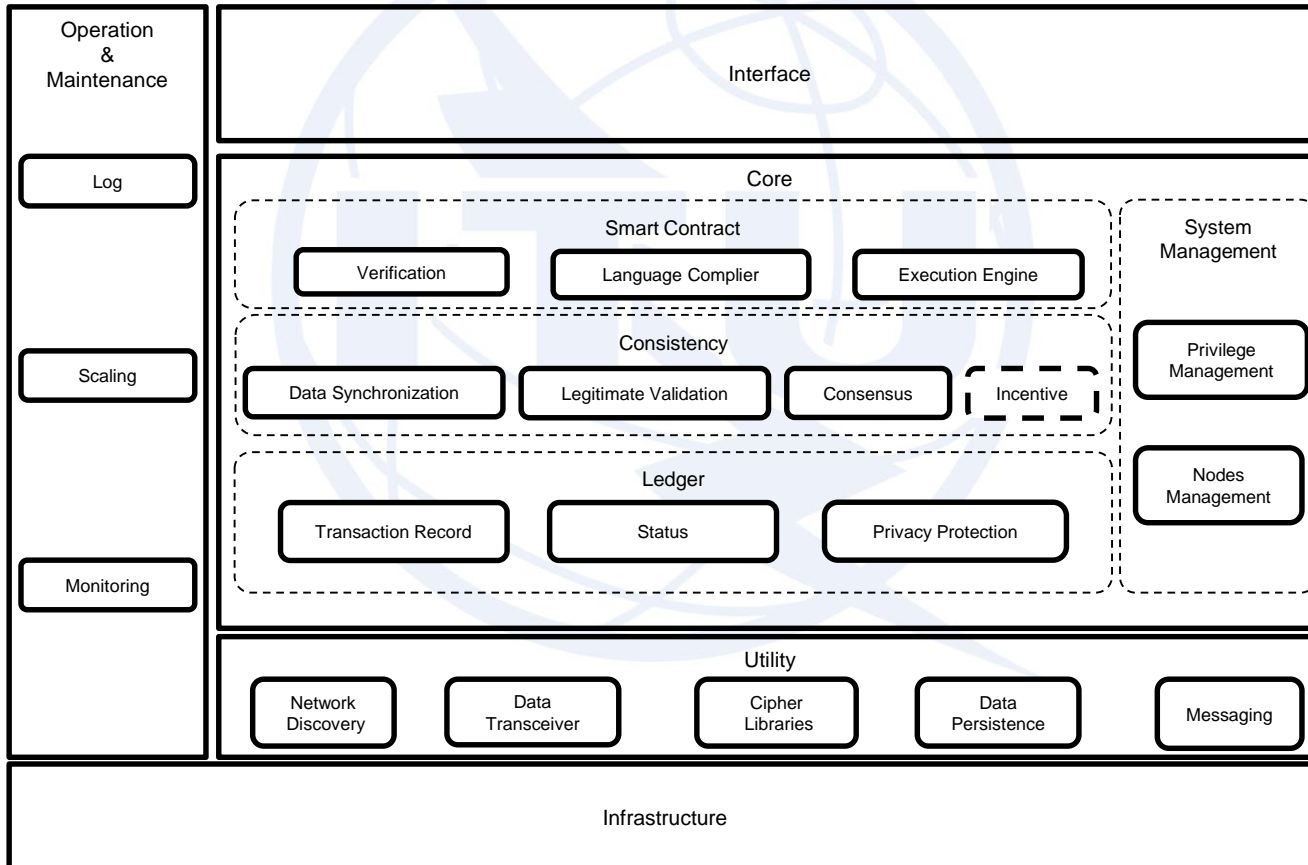 Operation
&
Maintenance
Log
Scaling
Monitoring
Interface
Core
Smart Contract
Verification
Language Complier
Execution Engine
Consistency
Data Synchronization
Legitimate Validation
Consensus
Incentive
Ledger
Transaction Record
Status
Privacy Protection
System
Management
Privilege
Management
Nodes
Management
Utility
Network
Discovery
Data
Transceiver
Cipher
Libraries
Data
Persistence
Messaging
Infrastructure
ITU